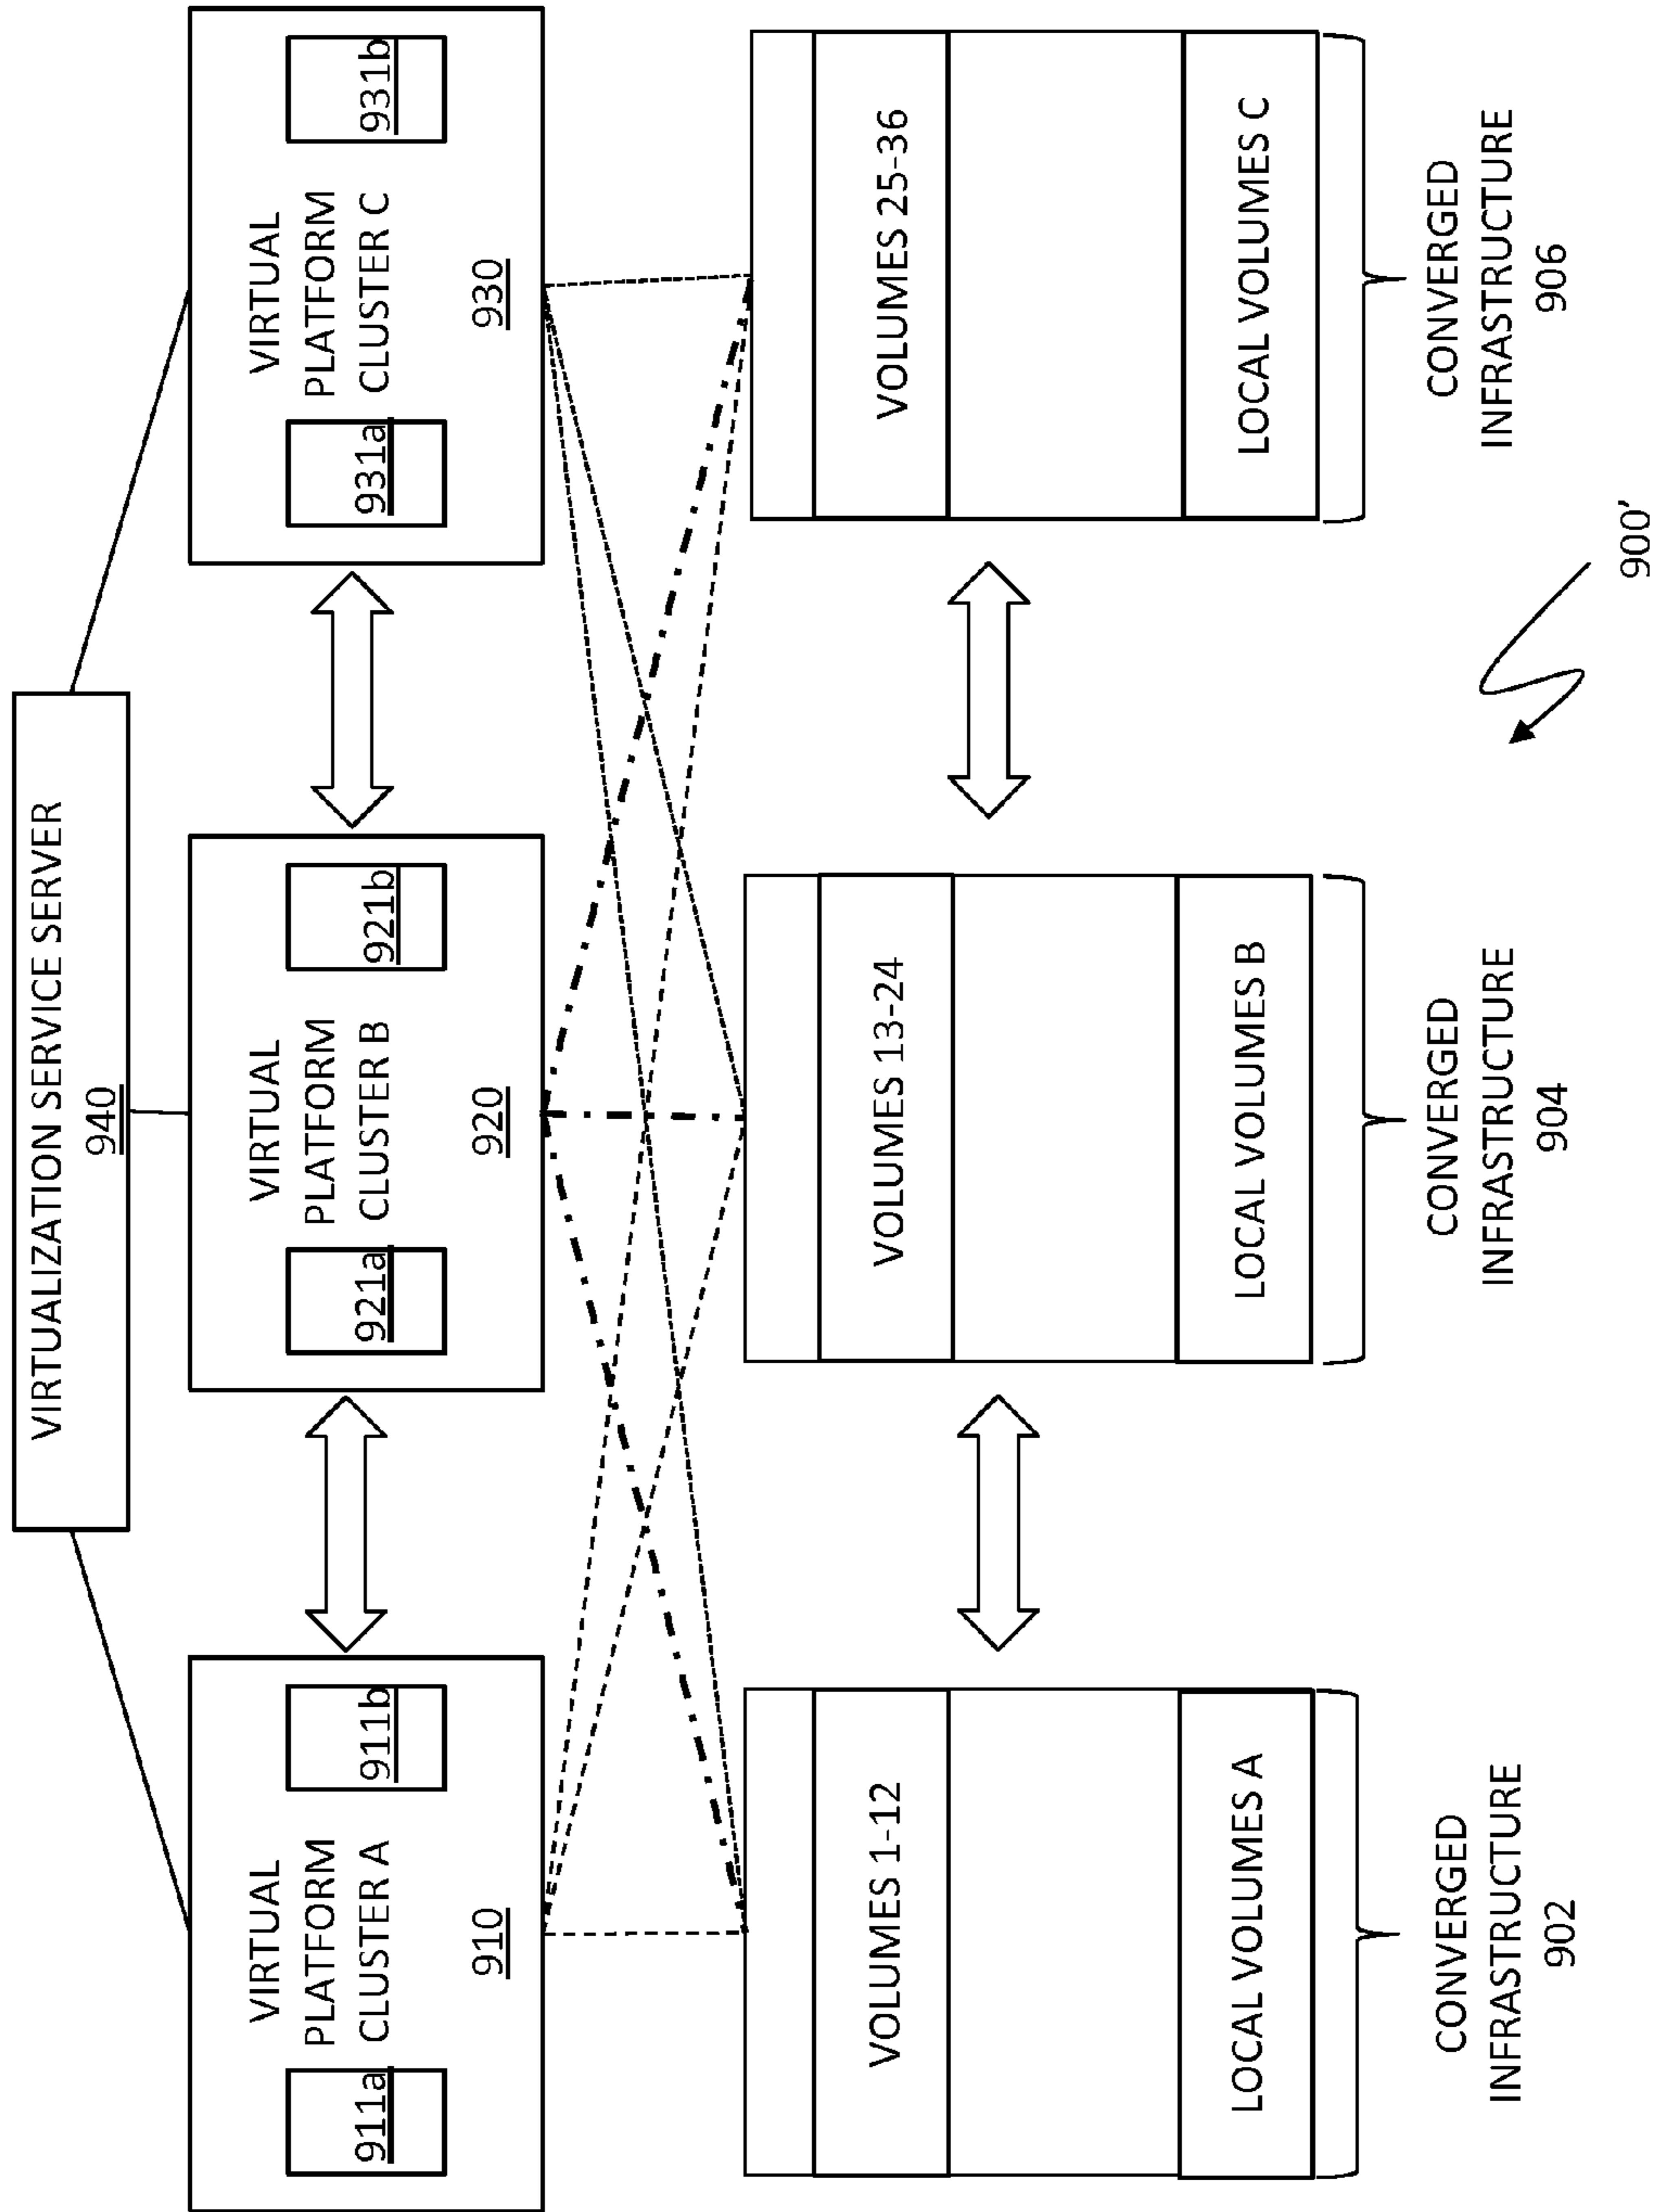 VIRTUALIZATION SERVICE SERVER
940
VIRTUAL
PLATFORM
CLUSTER A
911a
911b
910
VIRTUAL
PLATFORM
CLUSTER B
921a
921b
920
VIRTUAL
PLATFORM
CLUSTER C
931a
931b
930
VOLUMES 1-12
LOCAL VOLUMES A
CONVERGED
INFRASTRUCTURE
902
VOLUMES 13-24
LOCAL VOLUMES B
CONVERGED
INFRASTRUCTURE
904
VOLUMES 25-36
LOCAL VOLUMES C
CONVERGED
INFRASTRUCTURE
906
900'